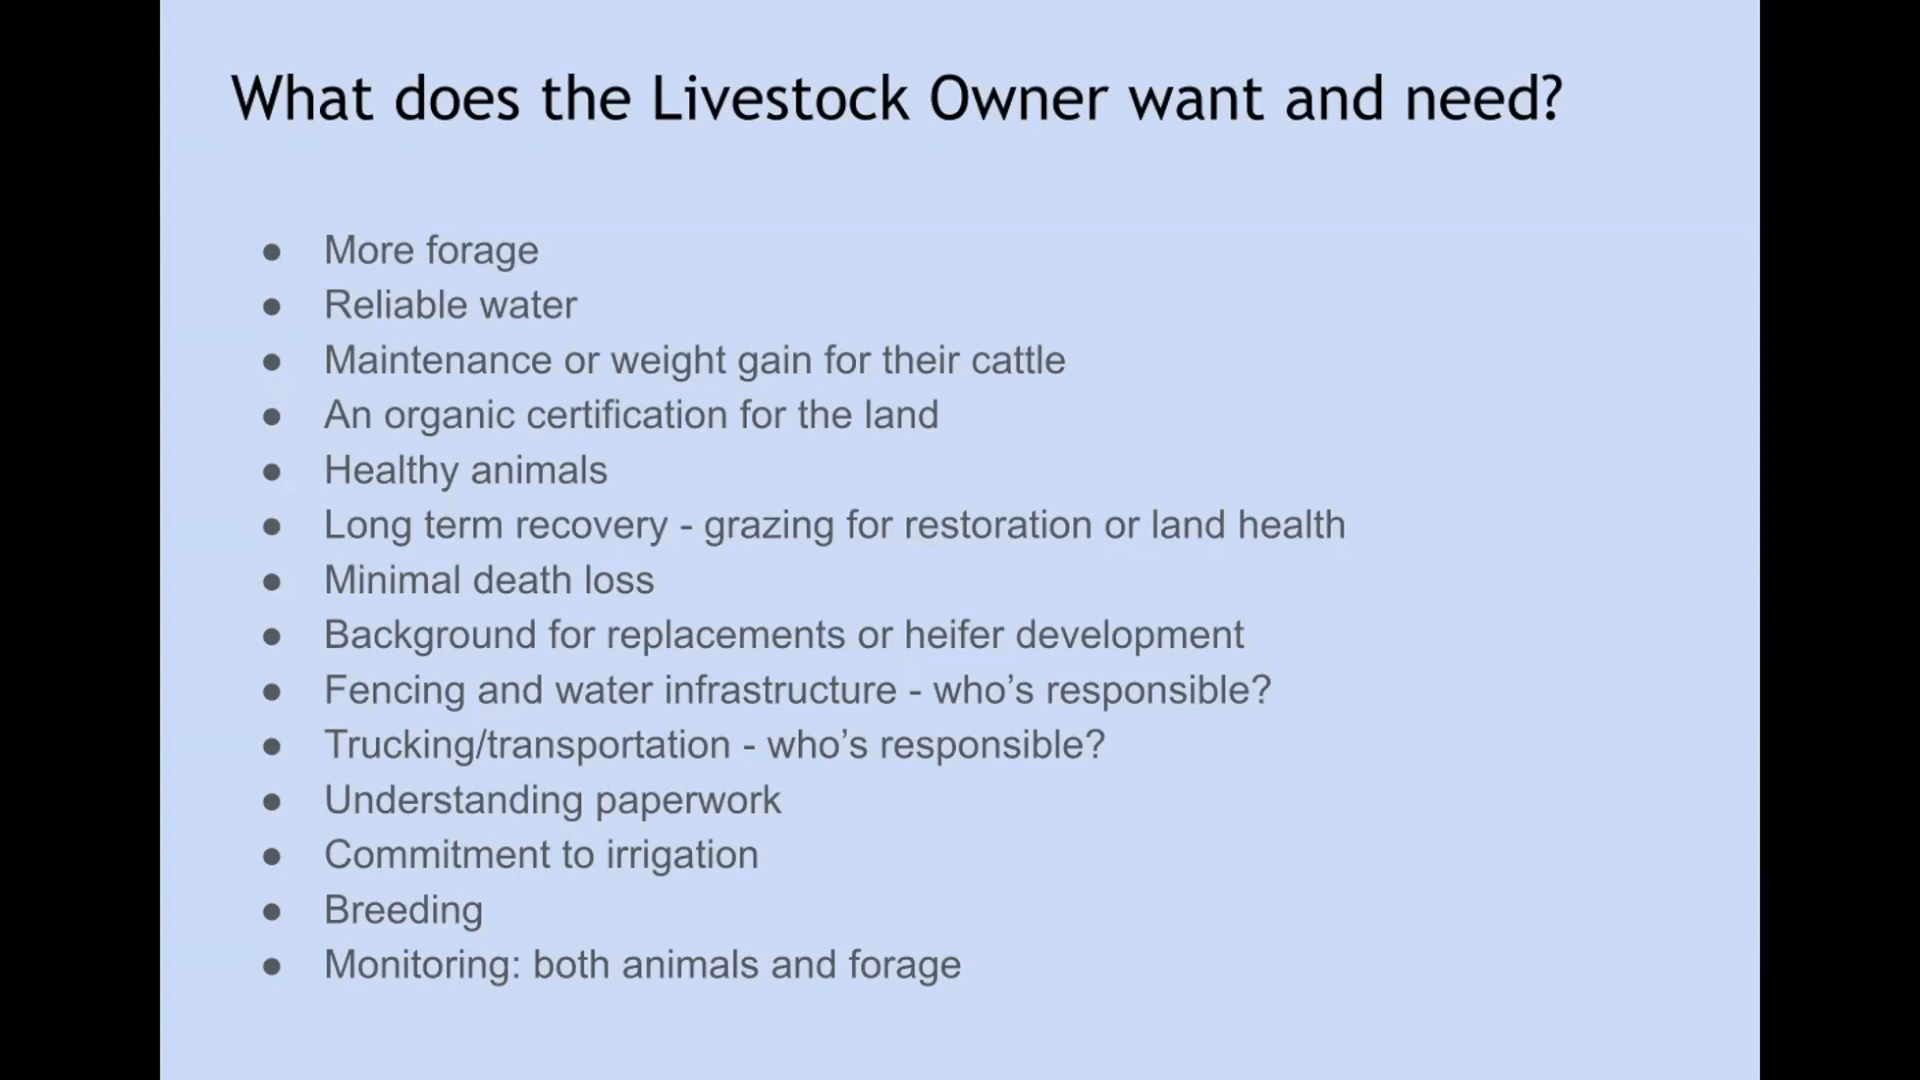 What does the Livestock Owner want and need?
● More forage
● Reliable water
● Maintenance or weight gain for their cattle
● An organic certification for the land
● Healthy animals
● Long term recovery - grazing for restoration or land health
● Minimal death loss
● Background for replacements or heifer development
● Fencing and water infrastructure - who’s responsible?
● Trucking/transportation - who’s responsible?
● Understanding paperwork
● Commitment to irrigation
● Breeding
● Monitoring: both animals and forage